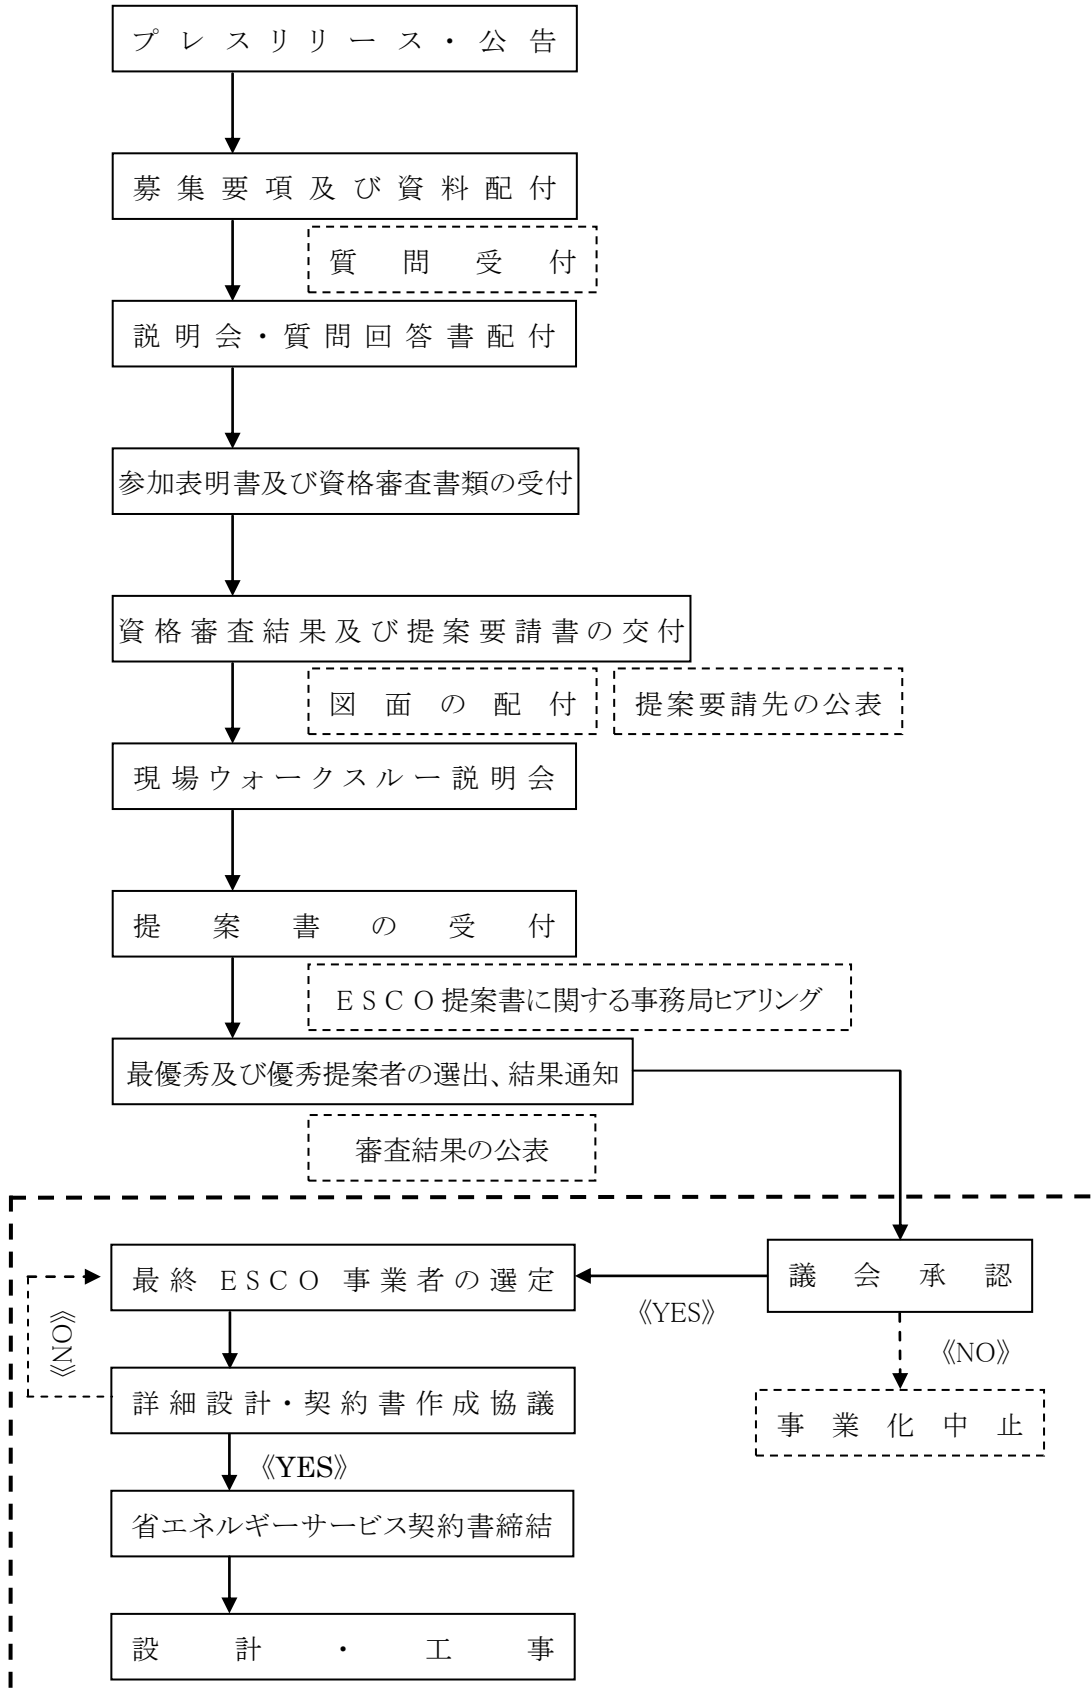 プレスリリース・公告
募集要項及び資料配付
質問受付
説明会・質問回答書配付
参加表明書及び資格審査書類の受付
資格審査結果及び提案要請書の交付
図面の配付
提案要請先の公表
現場ウォークスルー説明会
提案書の受付
ESCO提案書に関する事務局ヒアリング
最優秀及び優秀提案者の選出、結果通知
審査結果の公表
最終ESCO事業者の選定
議会承認
《YES》
《NO》
《NO》
詳細設計・契約書作成協議
事業化中止
《YES》
省エネルギーサービス契約書締結
設計・工事